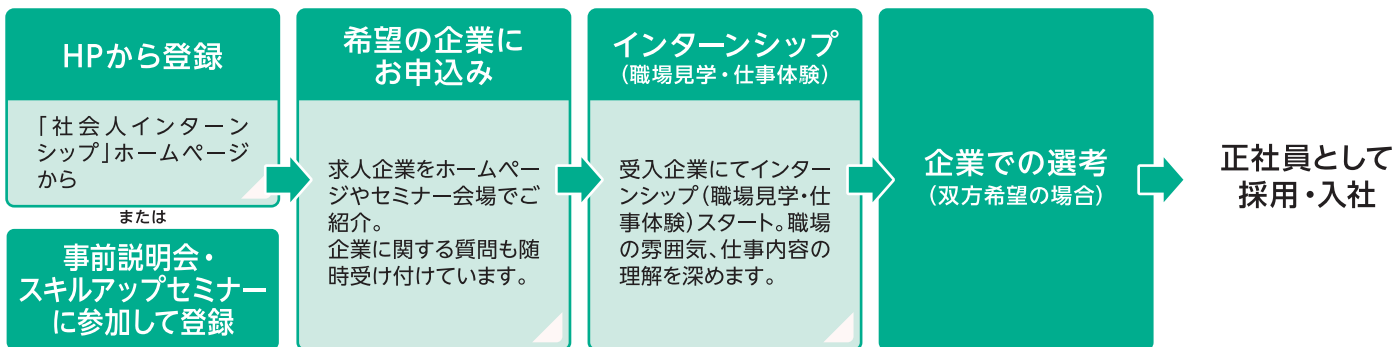 HPから登録
「社会人インターン
シップ」ホームページ
から
または
事前説明会・
スキルアップセミナー
に参加して登録
希望の企業に
お申込み
求人企業をホームペー
ジやセミナー会場でご
紹介。
企業に関する質問も随
時受け付けています。
インターンシップ
（職場見学・仕事体験）
受入企業にてインター
ンシップ（職場見学・仕
事体験）スタート。職場
の雰囲気、仕事内容の
理解を深めます。
企業での選考
（双方希望の場合）
正社員として
採用・入社